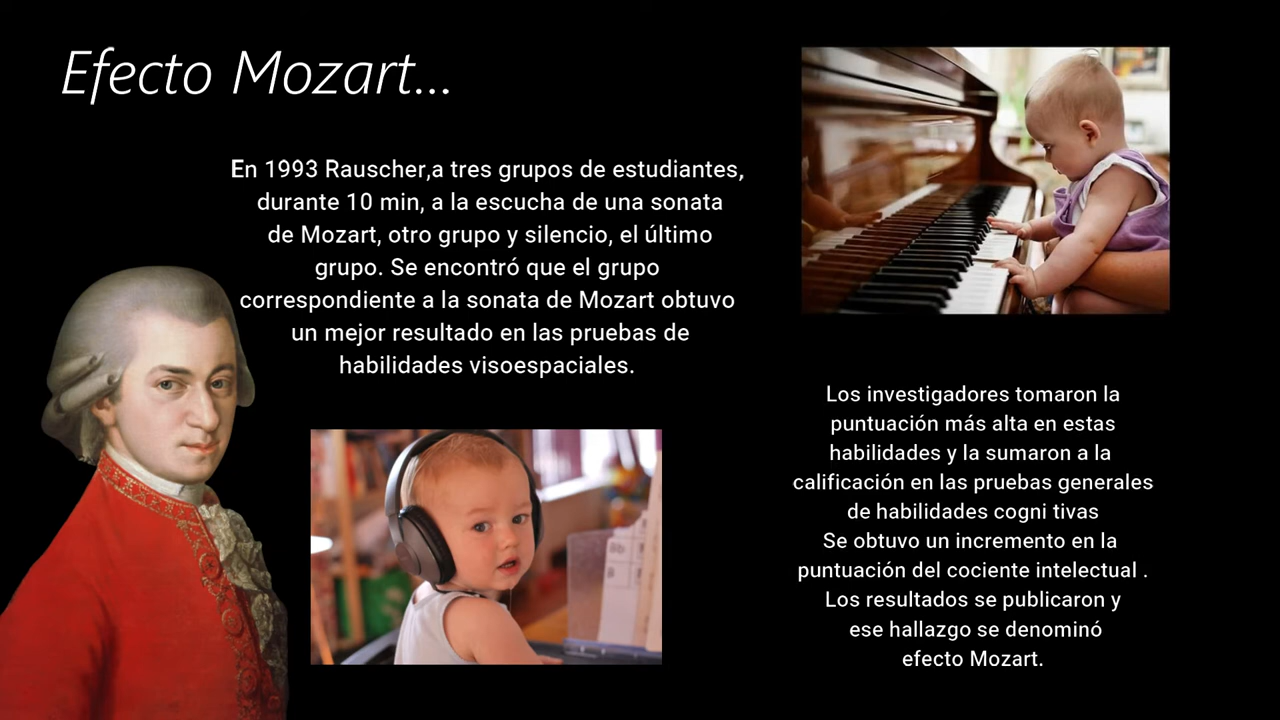 Efecto Mozart...
En 1993 Rauscher,a tres grupos de estudiantes,
durante 10 min, a la escucha de una sonata
de Mozart, otro grupo y silencio, el último
grupo. Se encontró que el grupo
correspondiente a la sonata de Mozart obtuvo
un mejor resultado en las pruebas de
habilidades visoespaciales.
Los investigadores tomaron la
puntuación más alta en estas
habilidades y la sumaron a la
calificación en las pruebas generales
de habilidades cogni tivas
Se obtuvo un incremento en la
puntuación del cociente intelectual .
Los resultados se publicaron y
ese hallazgo se denominó
efecto Mozart.